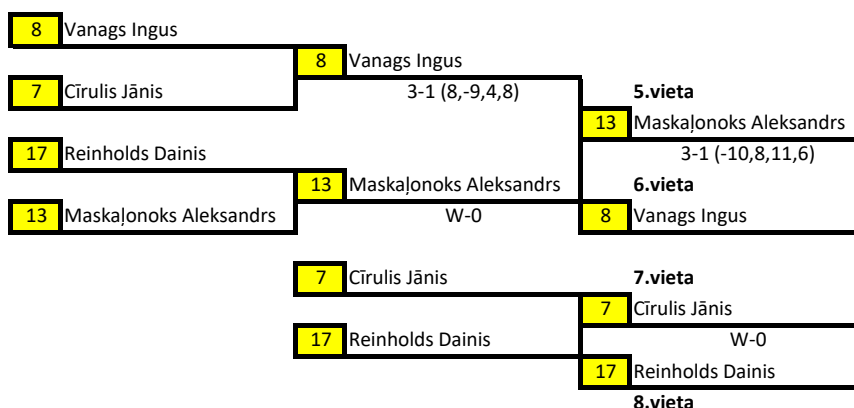 8 Vanags Ingus
8 Vanags Ingus
7 Cīrulis Jānis 3-1 (8,-9,4,8) 5.vieta
13 Maskaļonoks Aleksandrs
17 Reinholds Dainis 3-1 (-10,8,11,6)
13 Maskaļonoks Aleksandrs 6.vieta
13 Maskaļonoks Aleksandrs W-0 8 Vanags Ingus
7 Cīrulis Jānis 7.vieta
7 Cīrulis Jānis
17 Reinholds Dainis W-0
17 Reinholds Dainis
8.vieta